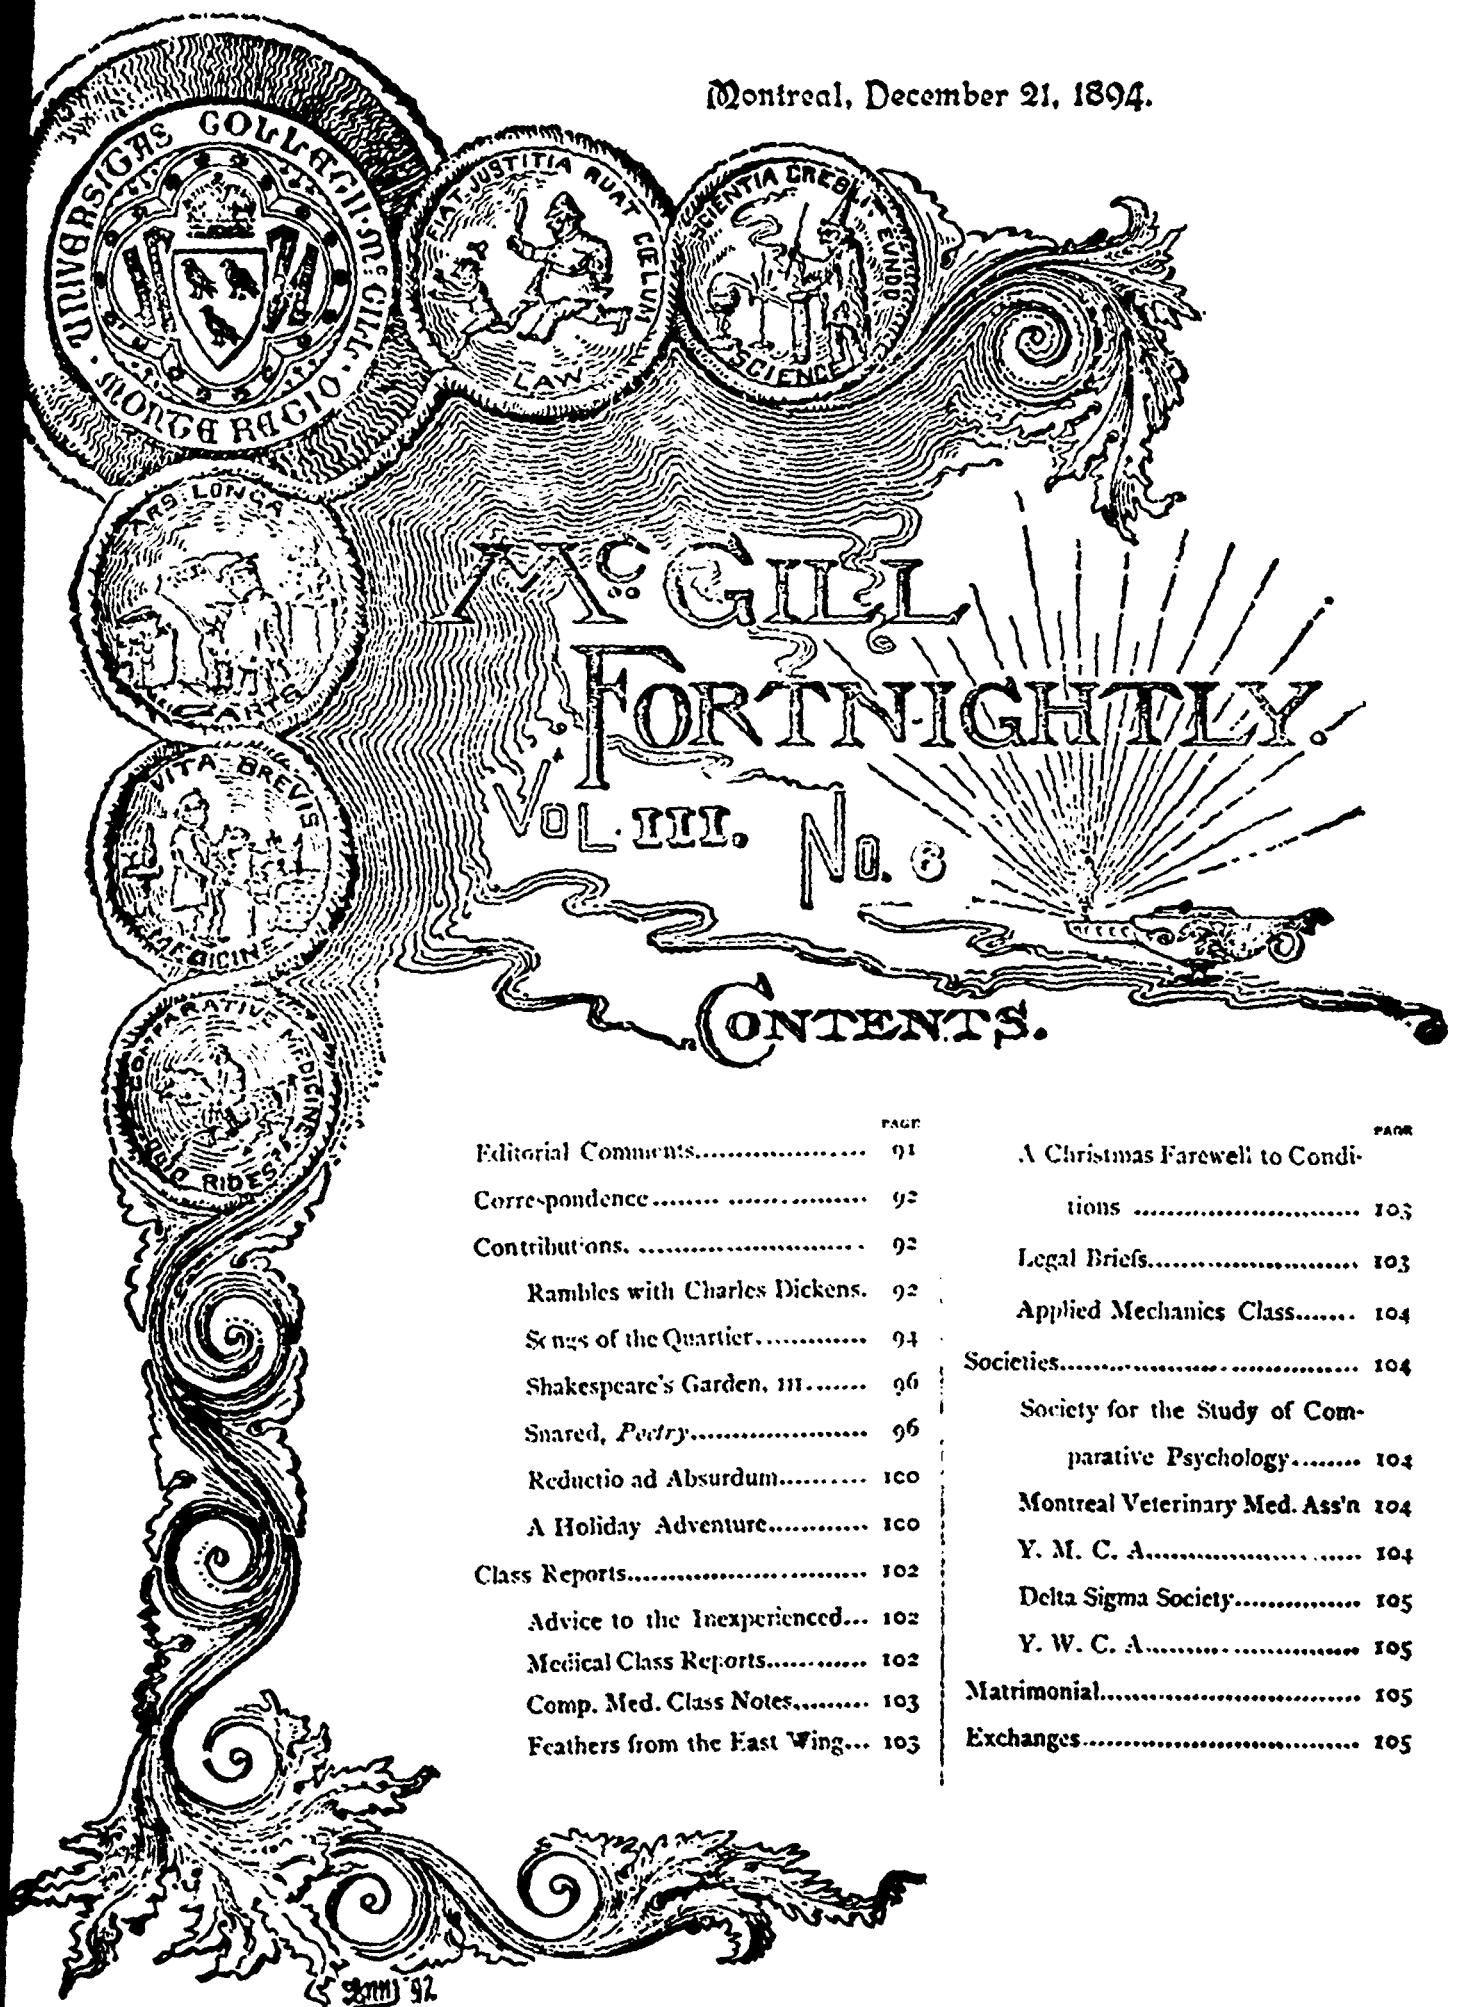 Montreal, December 21, 1894.
UNIVERSITAS COLLEGII · Mc GILL · MONTE REGIO ·
FIAT · JUSTITIA RUAT CŒLUM
LAW
SCIENTIA CRESCIT EUNDO
SCIENCE
ARS · LONGA
ARTS
VITA BREVIS
MEDICINE
COMPARATIVE MEDICINE
RIDES?
McGILL
FORTNIGHTLY.
VOL. III. No. 6
CONTENTS.
PAGE
Editorial Comments................... 91
Correspondence........ ................ 92
Contributions. ........................... 92
Rambles with Charles Dickens. 92
Songs of the Quartier............. 94
Shakespeare's Garden, III....... 96
Snared, Poetry...................... 96
Reductio ad Absurdum.......... 100
A Holiday Adventure............ 100
Class Reports............................. 102
Advice to the Inexperienced... 102
Medical Class Reports............ 102
Comp. Med. Class Notes......... 103
Feathers from the East Wing... 103
PAGE
A Christmas Farewell to Condi-
tions ........................... 103
Legal Briefs......................... 103
Applied Mechanics Class....... 104
Societies................................... 104
Society for the Study of Com-
parative Psychology........ 104
Montreal Veterinary Med. Ass'n 104
Y. M. C. A.......................... 104
Delta Sigma Society............... 105
Y. W. C. A.......................... 105
Matrimonial............................... 105
Exchanges................................. 105
'92